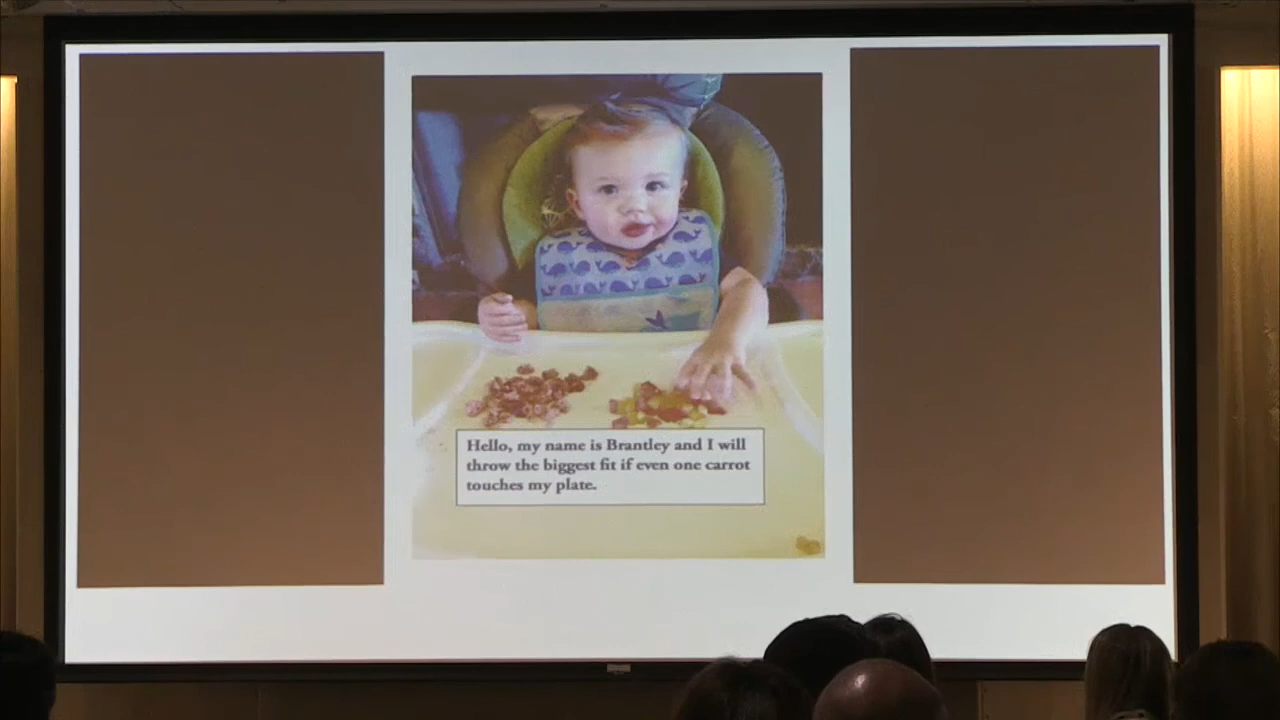 Hello, my name is Brantley and I will
throw the biggest fit if even one carrot
touches my plate.